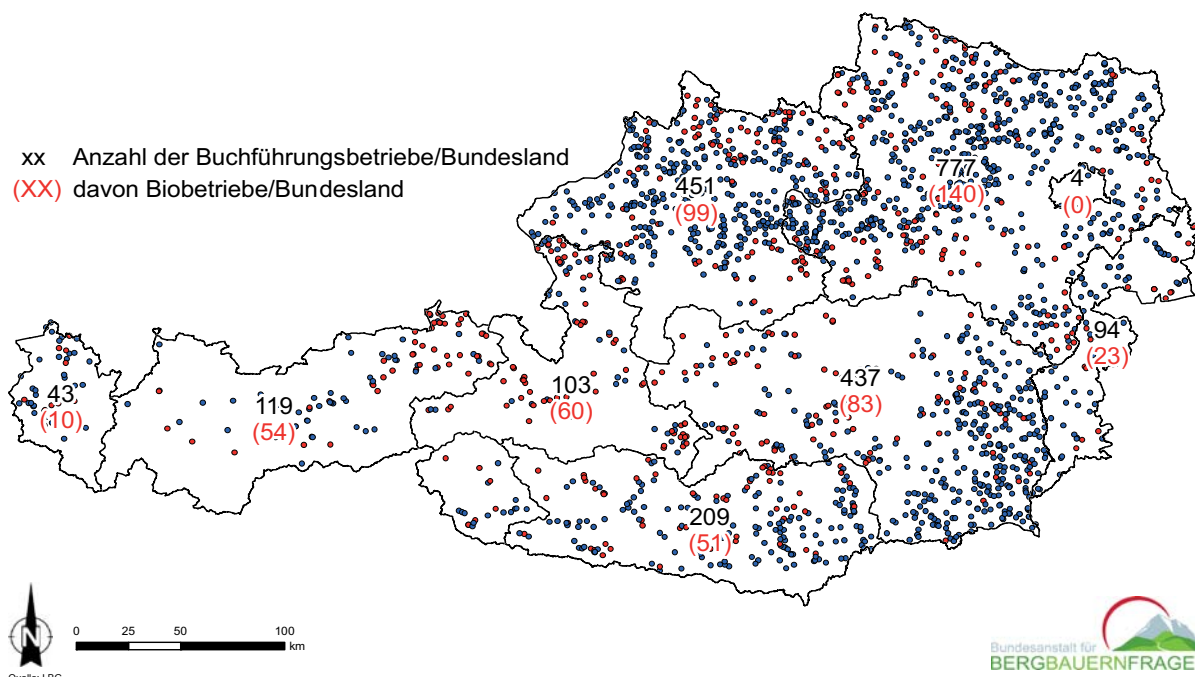 xx Anzahl der Buchführungsbetriebe/Bundesland
(XX) davon Biobetriebe/Bundesland
777
(140)
451
(99)
4
(0)
94
(23)
437
(83)
103
(60)
119
(54)
43
(10)
209
(51)
N
0 25 50 100
km
Bundesanstalt für
BERGBAUERNFRAGE